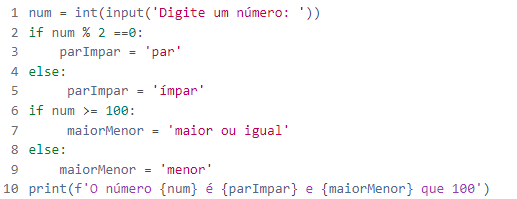 1 num = int(input('Digite um número: '))
2 if num % 2 ==0:
3     parImpar = 'par'
4 else:
5     parImpar = 'ímpar'
6 if num >= 100:
7      maiorMenor = 'maior ou igual'
8 else:
9     maiorMenor = 'menor'
10 print(f'O número {num} é {parImpar} e {maiorMenor} que 100')